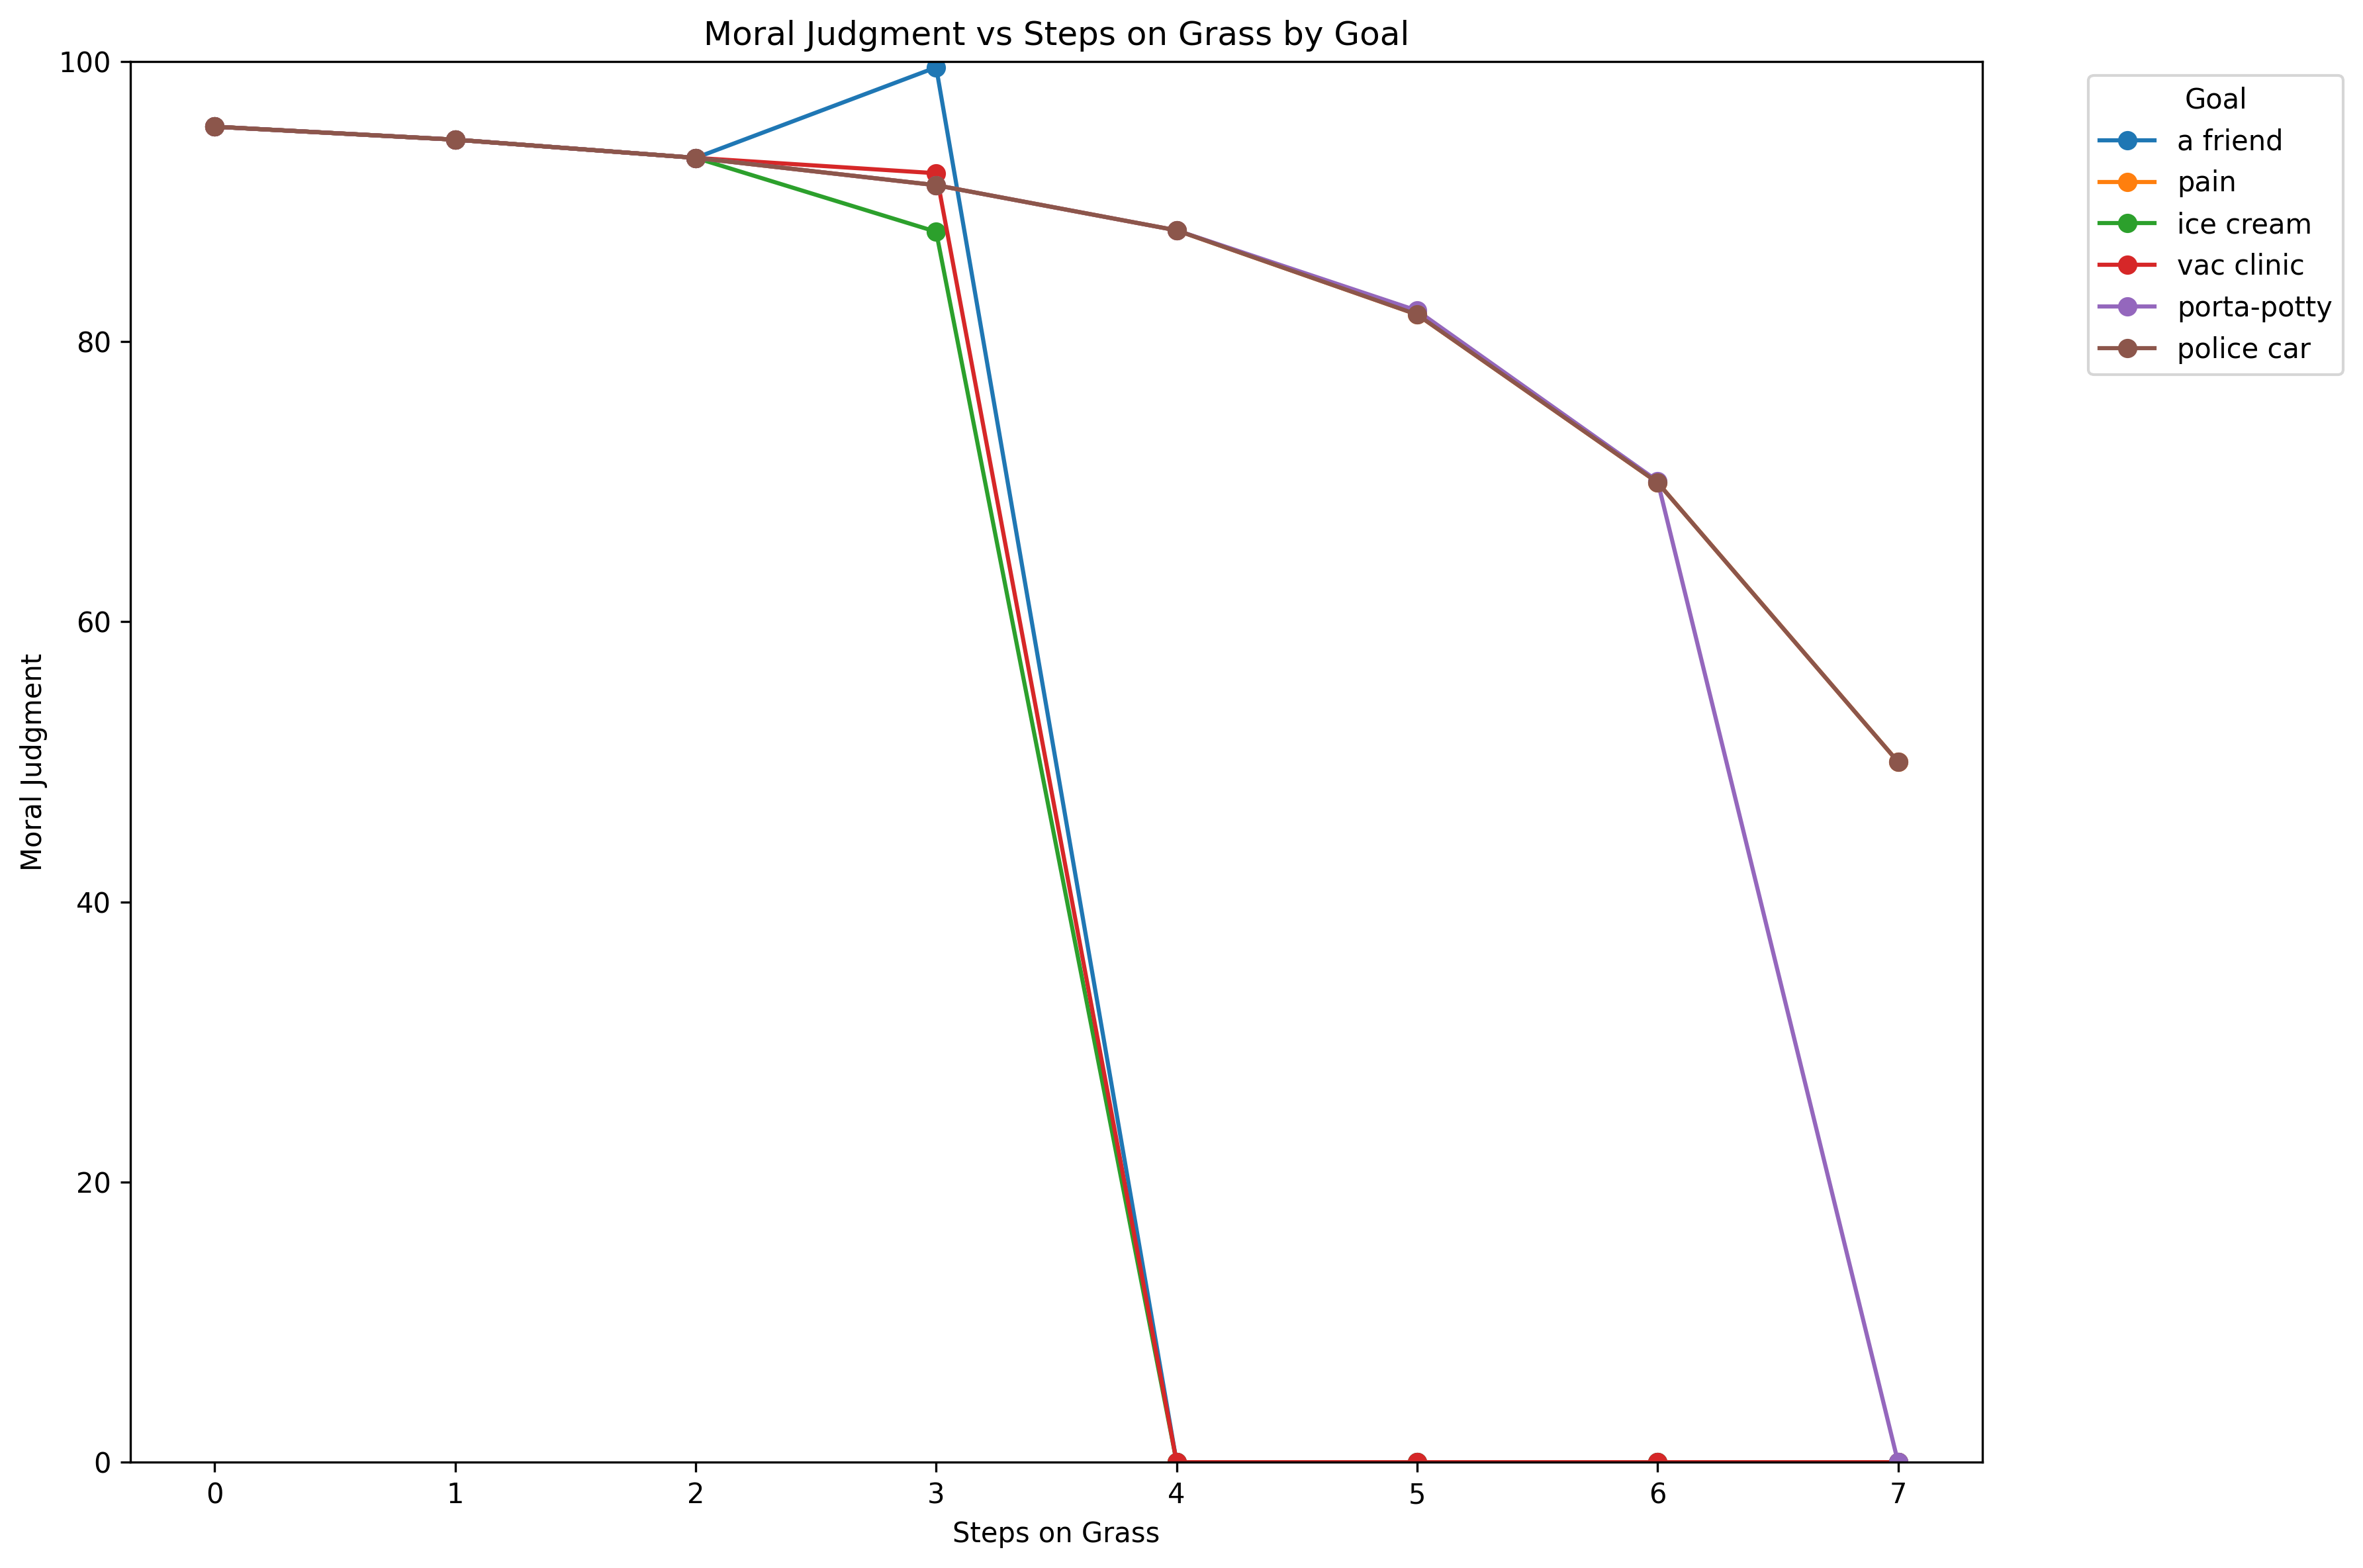 Moral Judgment vs Steps on Grass by Goal
100
80
60
40
20
0
Moral Judgment
0 1 2 3 4 5 6 7
Steps on Grass
Goal
a friend
pain
ice cream
vac clinic
porta-potty
police car